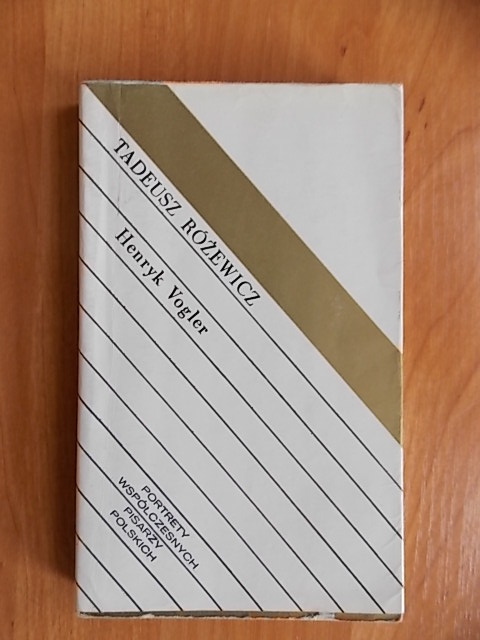 TADEUSZ RÓŻEWICZ
Henryk Vogler
PORTRETY
WSPÓŁCZESNYCH
PISARZY
POLSKICH